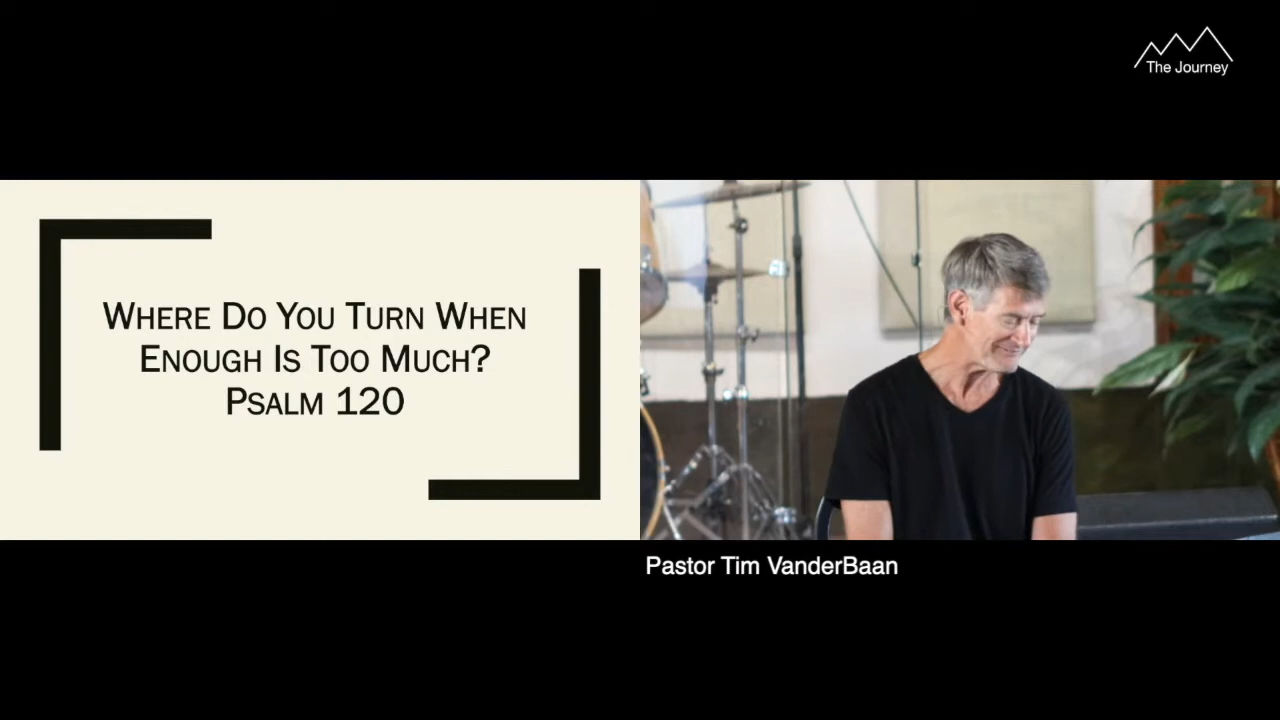 The Journey
Where Do You Turn When
Enough Is Too Much?
Psalm 120
Pastor Tim VanderBaan